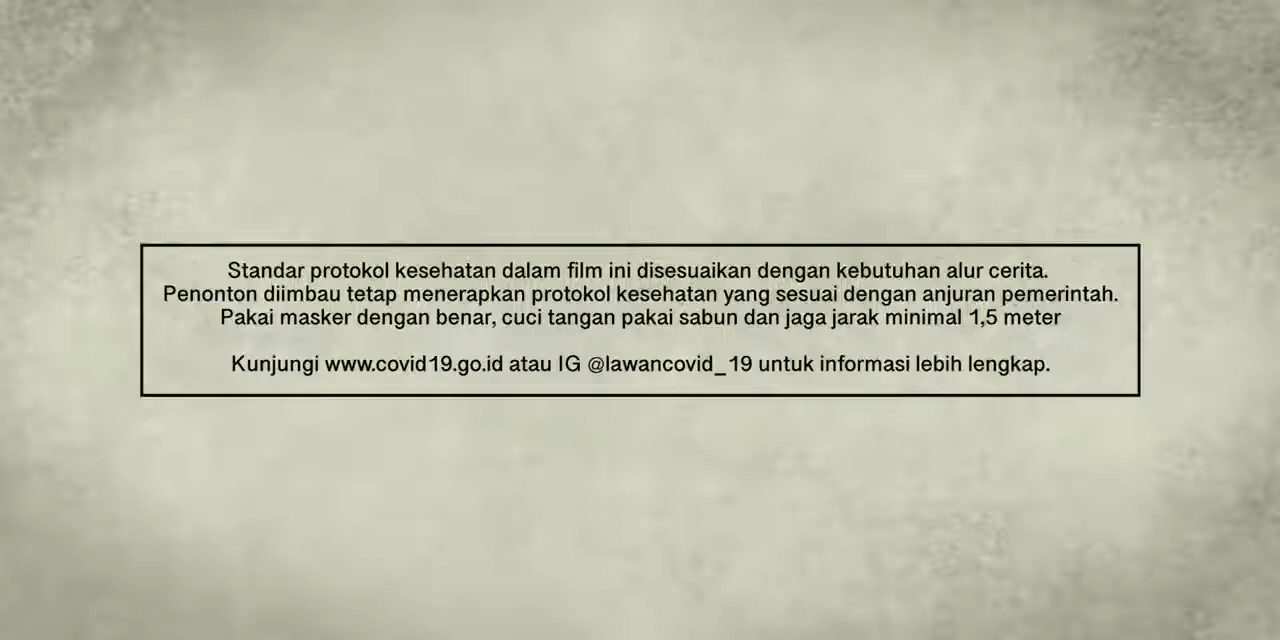 Standar protokol kesehatan dalam film ini disesuaikan dengan kebutuhan alur cerita.
Penonton diimbau tetap menerapkan protokol kesehatan yang sesuai dengan anjuran pemerintah.
Pakai masker dengan benar, cuci tangan pakai sabun dan jaga jarak minimal 1,5 meter
Kunjungi www.covid19.go.id atau IG @lawancovid_19 untuk informasi lebih lengkap.